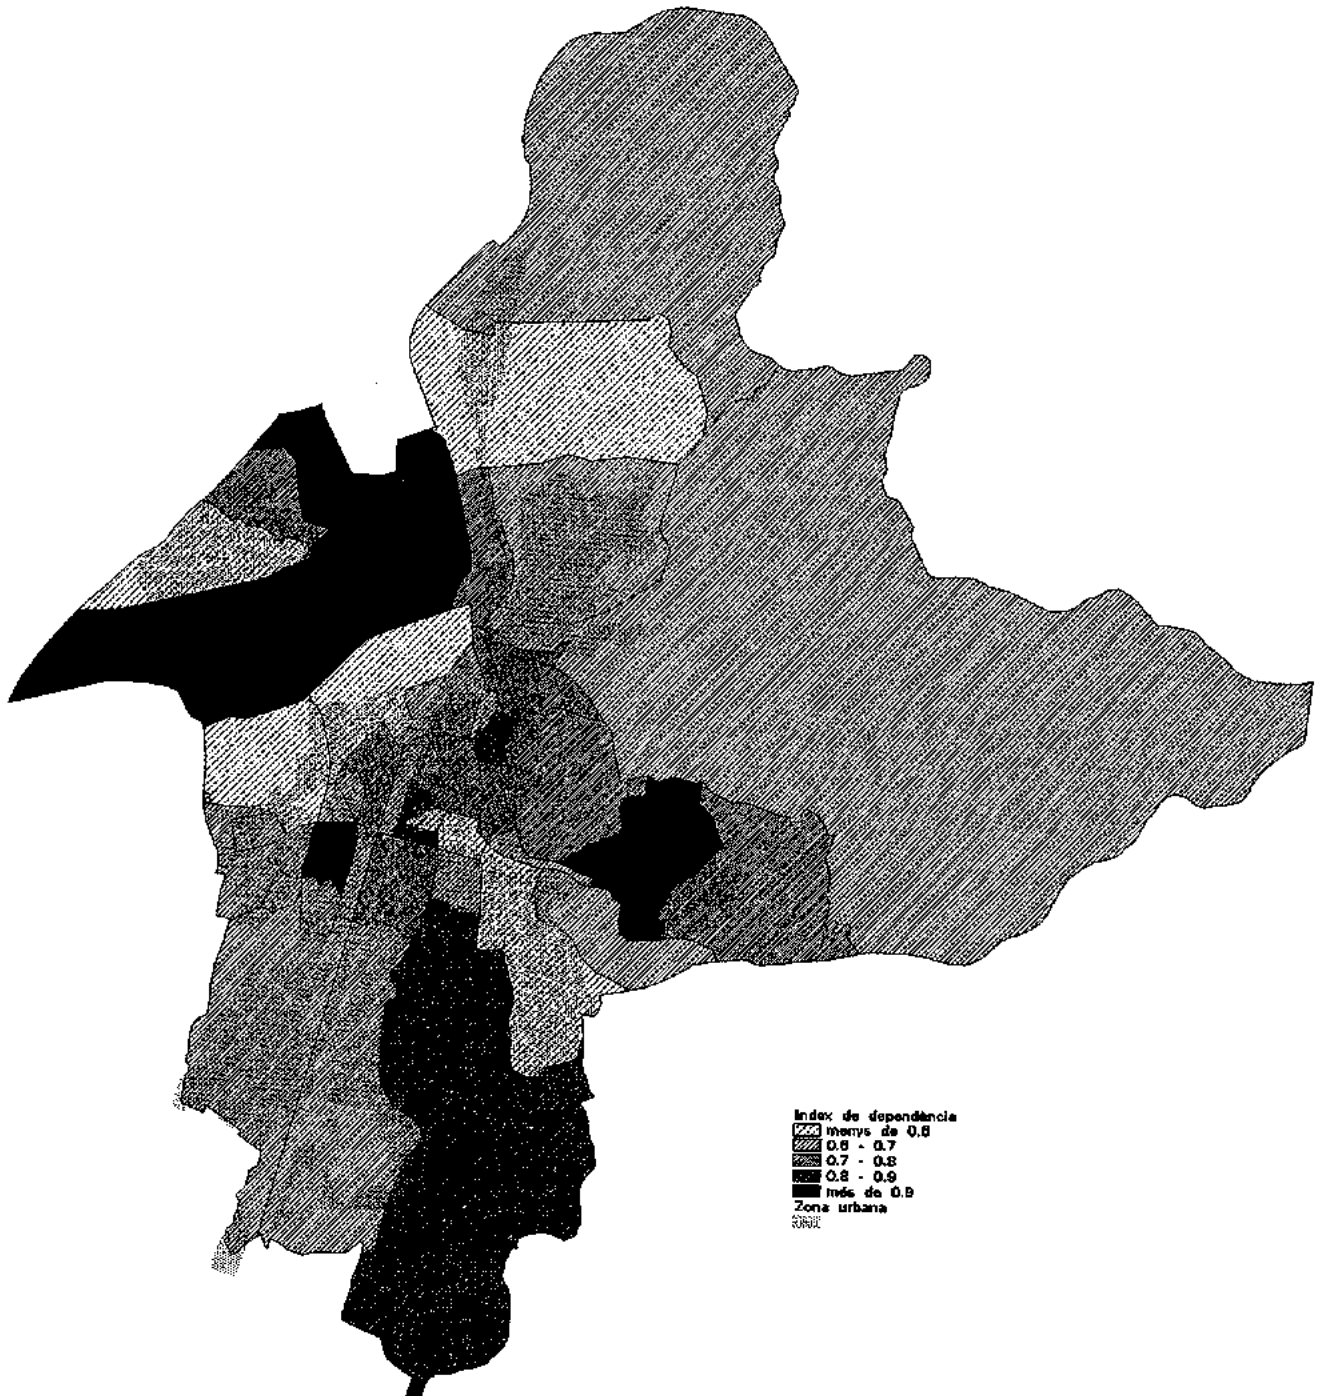 Index de dependència
menys de 0.6
0.6 - 0.7
0.7 - 0.8
0.8 - 0.9
més de 0.9
Zona urbana